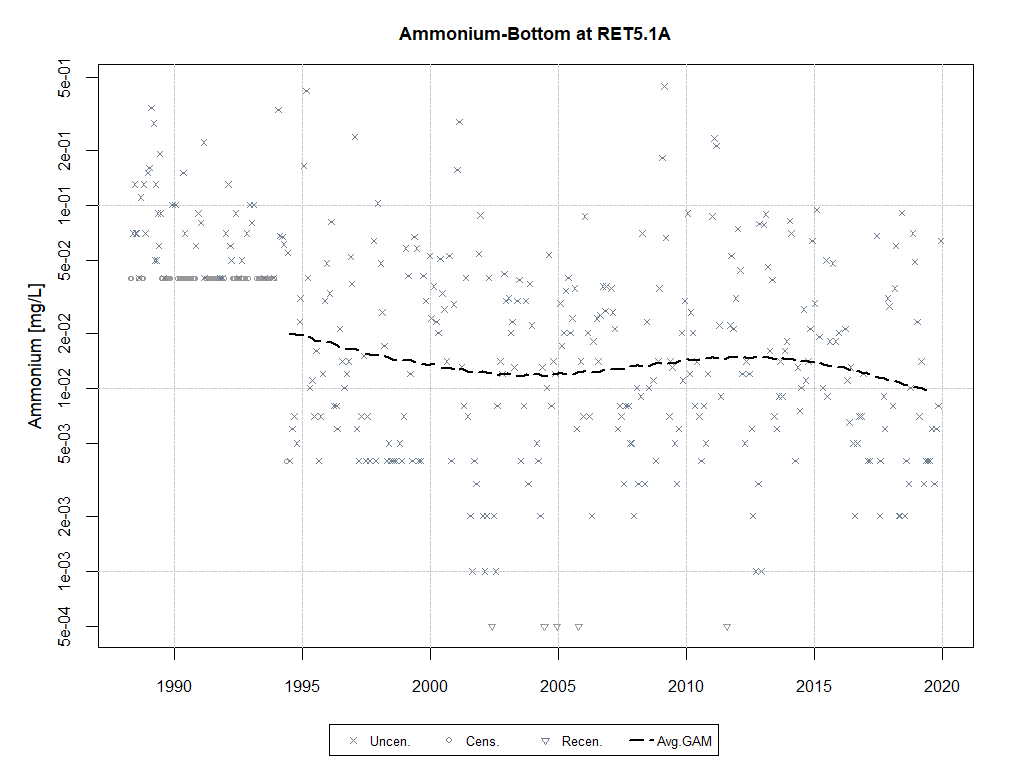 Ammonium-Bottom at RET5.1A
Ammonium [mg/L]
5e-01
2e-01
1e-01
5e-02
2e-02
1e-02
5e-03
2e-03
1e-03
5e-04
1990 1995 2000 2005 2010 2015 2020
Uncen. Cens. Recen. Avg.GAM